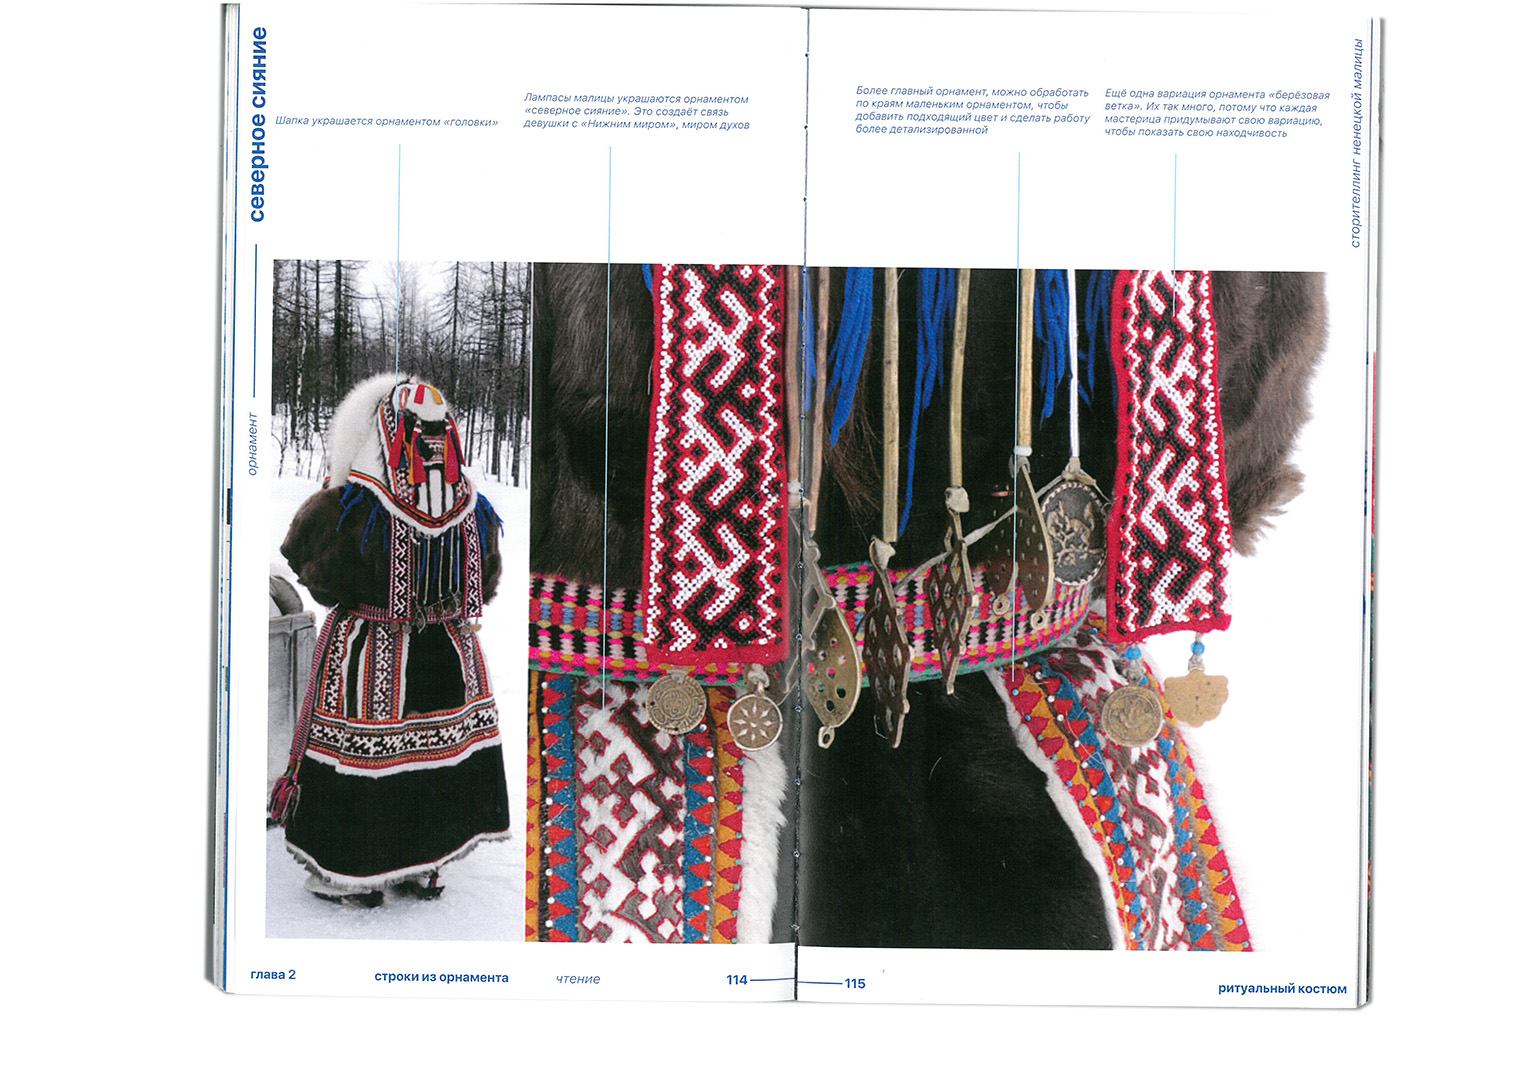 северное сияние
орнамент
Шапка украшается орнаментом «головки»
Лампасы малицы украшаются орнаментом
«северное сияние». Это создаёт связь
девушки с «Нижним миром», миром духов
Более главный орнамент, можно обработать
по краям маленьким орнаментом, чтобы
добавить подходящий цвет и сделать работу
более детализированной
Ещё одна вариация орнамента «берёзовая
ветка». Их так много, потому что каждая
мастерица придумывают свою вариацию,
чтобы показать свою находчивость
сторителлинг ненецкой малицы
глава 2
строки из орнамента
чтение
114
115
ритуальный костюм